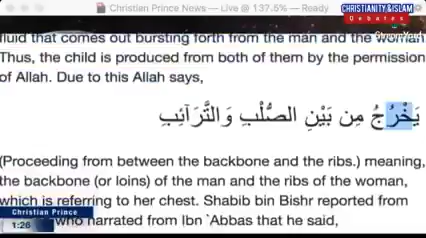 Christian Prince News — Live @ 137.5% — Ready
CHRISTIANITY & ISLAM
Debates
fluid that comes out bursting forth from the man and the woman
Thus, the child is produced from both of them by the permission
of Allah. Due to this Allah says,
يَخْرُجُ مِن بَيْنِ الصُّلْبِ وَالتَّرَآئِبِ
(Proceeding from between the backbone and the ribs.) meaning,
the backbone (or loins) of the man and the ribs of the woman,
which is referring to her chest. Shabib bin Bishr reported from
Christian Prince
1:26
who narrated from Ibn `Abbas that he said,